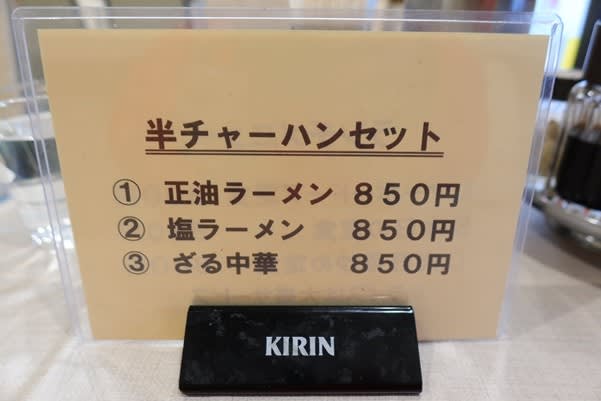 半チャーハンセット
① 正油ラーメン ８５０円
② 塩ラーメン ８５０円
③ ざる中華 ８５０円
KIRIN